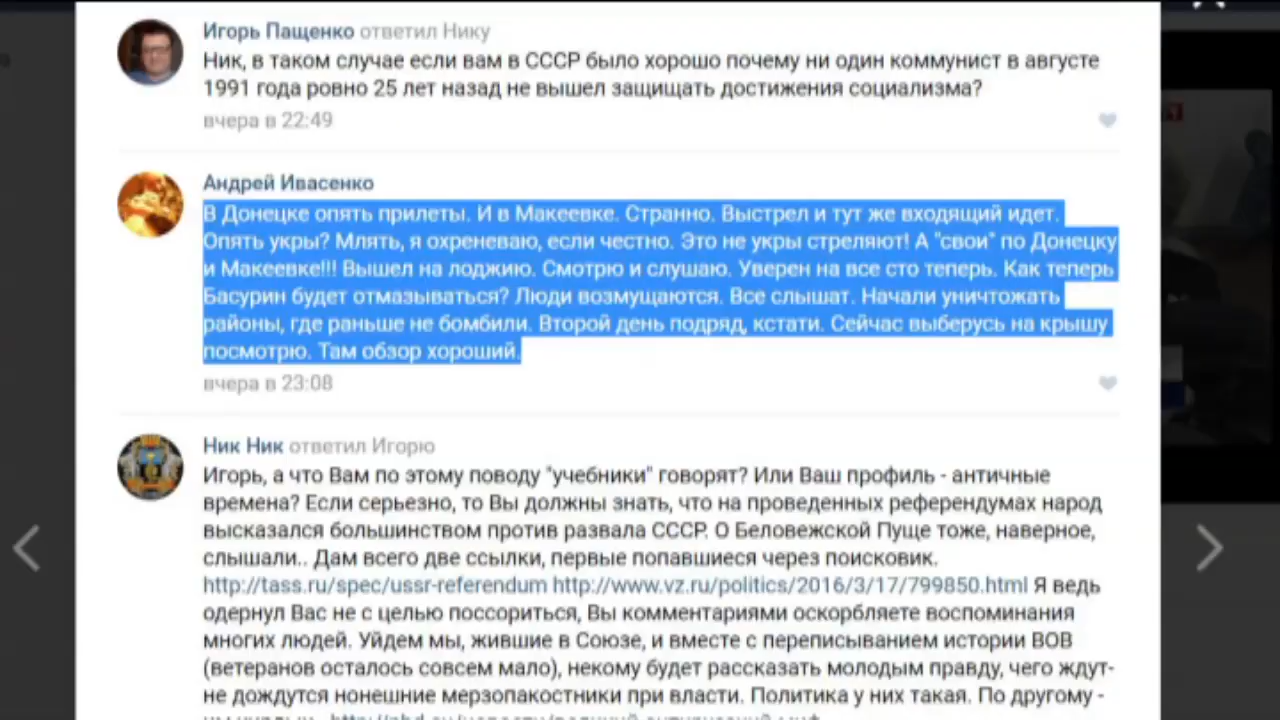 Игорь Пащенко ответил Нику
Ник, в таком случае если вам в СССР было хорошо почему ни один коммунист в августе
1991 года ровно 25 лет назад не вышел защищать достижения социализма?
вчера в 22:49
Андрей Ивасенко
В Донецке опять прилеты. И в Макеевке. Странно. Выстрел и тут же входящий идет.
Опять укры? Млять, я охреневаю, если честно. Это не укры стреляют! А "свои" по Донецку
и Макеевке!!! Вышел на лоджию. Смотрю и слушаю. Уверен на все сто теперь. Как теперь
Басурин будет отмазываться? Люди возмущаются. Все слышат. Начали уничтожать
районы, где раньше не бомбили. Второй день подряд, кстати. Сейчас выберусь на крышу
посмотрю. Там обзор хороший.
вчера в 23:08
Ник Ник ответил Игорю
Игорь, а что Вам по этому поводу "учебники" говорят? Или Ваш профиль - античные
времена? Если серьезно, то Вы должны знать, что на проведенных референдумах народ
высказался большинством против развала СССР. О Беловежской Пуще тоже, наверное,
слышали.. Дам всего две ссылки, первые попавшиеся через поисковик.
http://tass.ru/spec/ussr-referendum http://www.vz.ru/politics/2016/3/17/799850.html Я ведь
одернул Вас не с целью поссориться, Вы комментариями оскорбляете воспоминания
многих людей. Уйдем мы, жившие в Союзе, и вместе с переписыванием истории ВОВ
(ветеранов осталось совсем мало), некому будет рассказать молодым правду, чего ждут-
не дождутся нонешние мерзопакостники при власти. Политика у них такая. По другому -